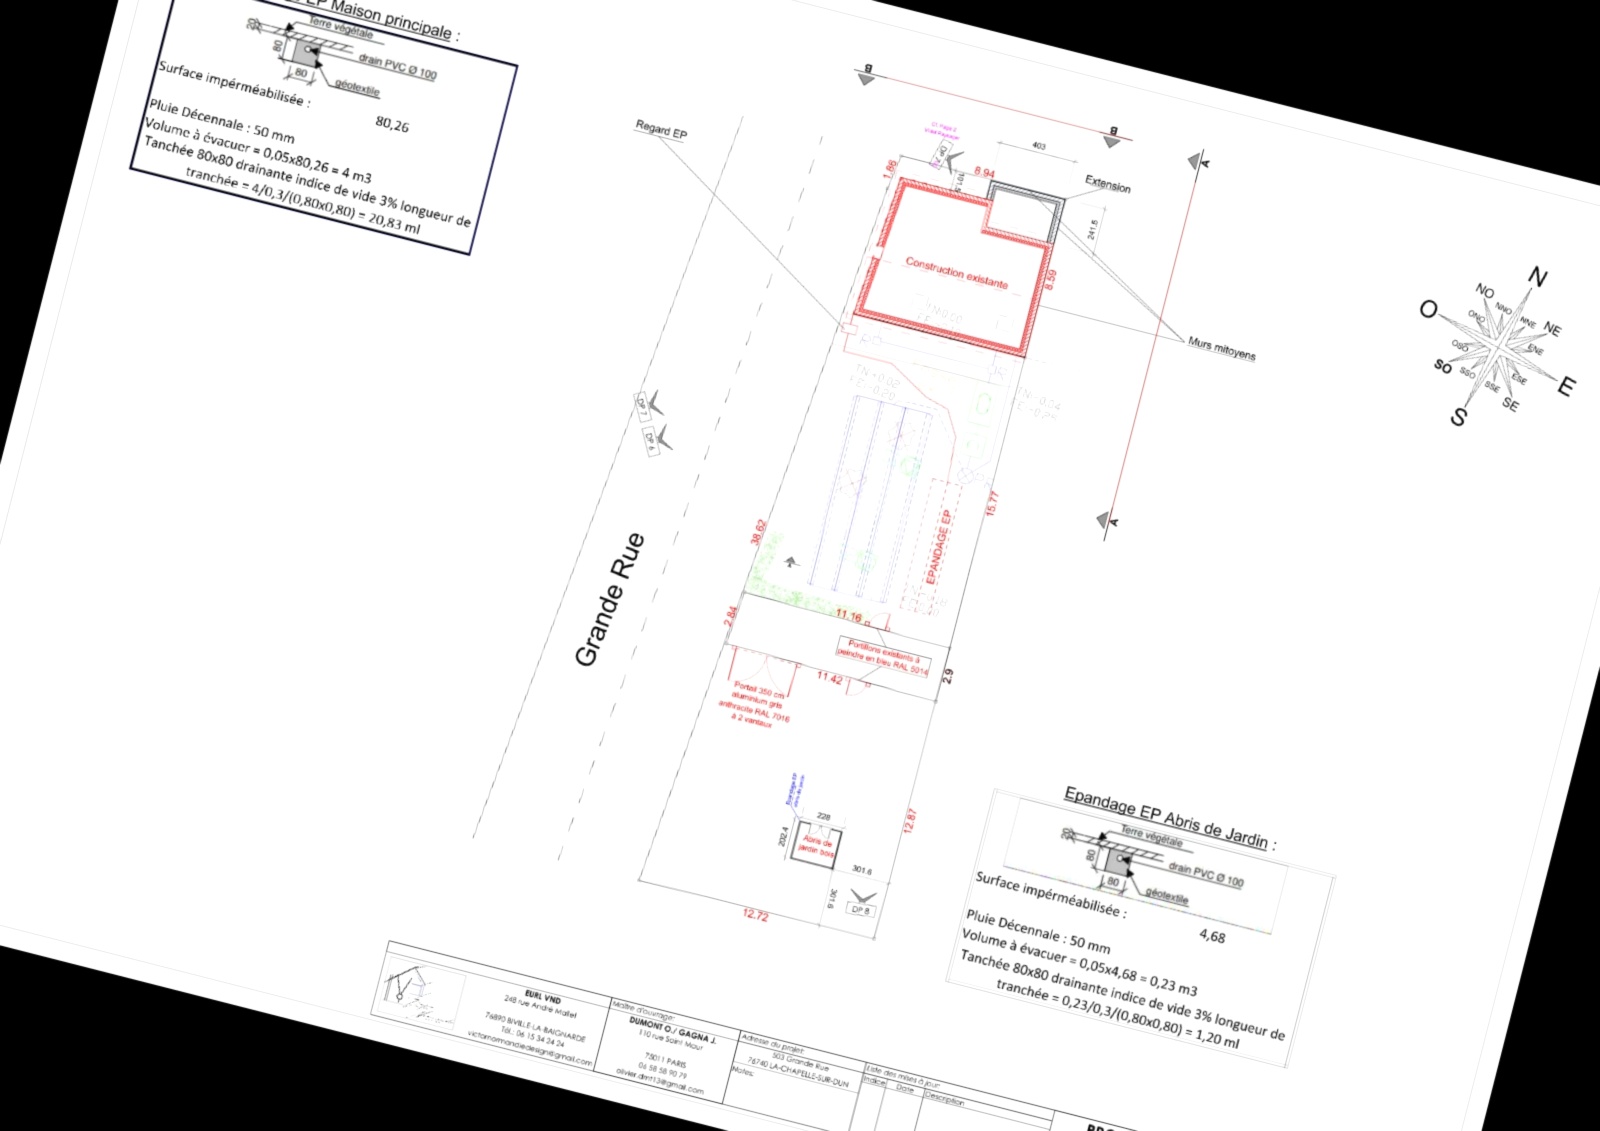 EP Maison principale :
Terre végétale
20
80
drain PVC Ø 100
80
géotextile
Surface impérméabilisée :
80,26
Pluie Décennale : 50 mm
Volume à évacuer = 0,05x80,26 = 4 m3
Tanchée 80x80 drainante indice de vide 3% longueur de
tranchée = 4/0,3/(0,80x0,80) = 20,83 ml
B
B
Regard EP
403
A
1.86
8.94
101.5
Extension
241.5
Construction existante
8.59
Murs mitoyens
N
NO
NNO
NNE
NE
O
ONO
ENE
OSO
E
SO
SSO
ESE
SSE
SE
S
TN +0.02
DP 7
DP 6
A
15.77
EPANDAGE EP
38.62
Grande Rue
2.84
11.16
Portillons existants à
peindre en bleu RAL 5014
2.9
11.42
Portail 350 cm
aluminium gris
anthracite RAL 7016
à 2 vantaux
228
202.4
Abris de
jardin bois
12.87
301.6
301.6
DP 8
12.72
Epandage EP Abris de Jardin :
Terre végétale
20
80
drain PVC Ø 100
80
géotextile
Surface impérméabilisée :
4,68
Pluie Décennale : 50 mm
Volume à évacuer = 0,05x4,68 = 0,23 m3
Tanchée 80x80 drainante indice de vide 3% longueur de
tranchée = 0,23/0,3/(0,80x0,80) = 1,20 ml
EURL VND
248 rue André Mallet
76890 BIVILLE-LA-BAIGNARDE
Tél.: 06 15 34 24 24
victornormandiedesign@gmail.com
Maître d'ouvrage:
DUMONT O./ GAGNA J.
110 rue Saint Maur
75011 PARIS
06 58 58 90 79
olivier.dmt13@gmail.com
Adresse du projet:
503 Grande Rue
76740 LA-CHAPELLE-SUR-DUN
Notes:
Liste des mises à jour:
Indice
Date
Description